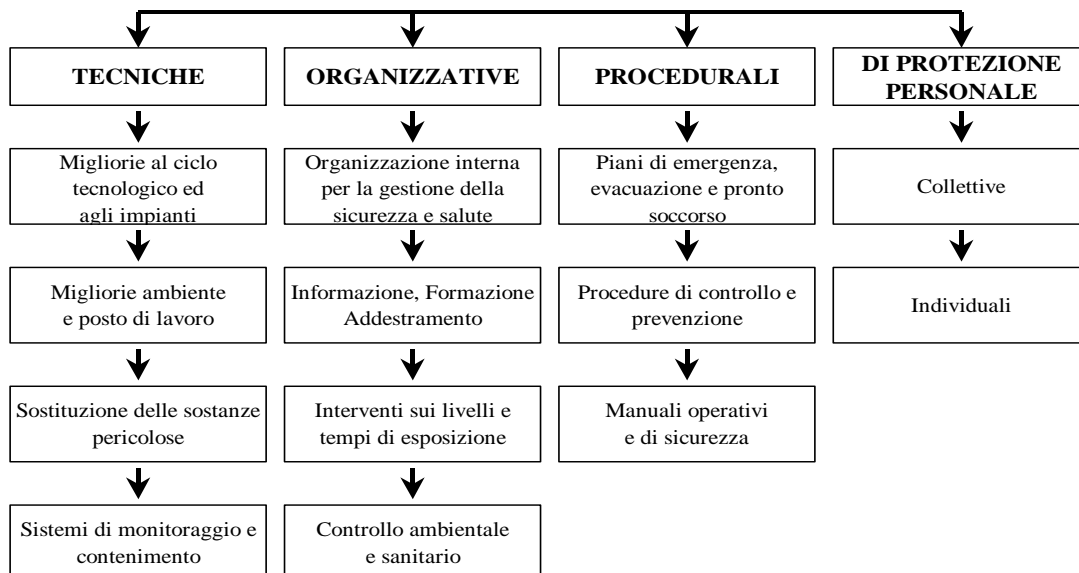 TECNICHE
ORGANIZZATIVE
PROCEDURALI
DI PROTEZIONE
PERSONALE
Migliorie al ciclo
tecnologico ed
agli impianti
Organizzazione interna
per la gestione della
sicurezza e salute
Piani di emergenza,
evacuazione e pronto
soccorso
Collettive
Migliorie ambiente
e posto di lavoro
Informazione, Formazione
Addestramento
Procedure di controllo e
prevenzione
Individuali
Sostituzione delle sostanze
pericolose
Interventi sui livelli e
tempi di esposizione
Manuali operativi
e di sicurezza
Sistemi di monitoraggio e
contenimento
Controllo ambientale
e sanitario